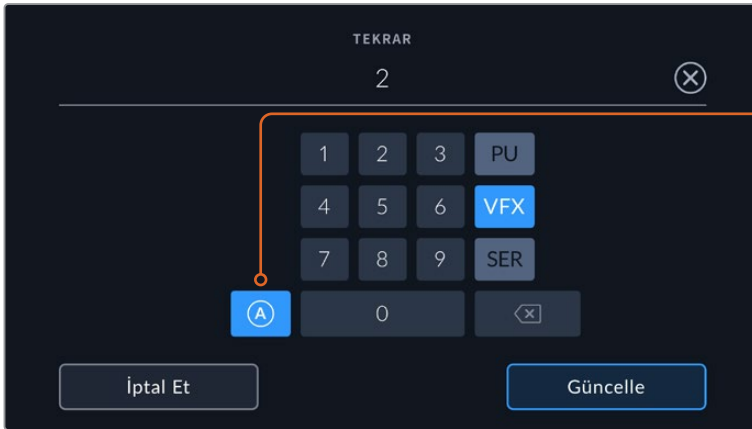 TEKRAR
2
1 2 3 PU
4 5 6 VFX
7 8 9 SER
A 0
İptal Et Güncelle